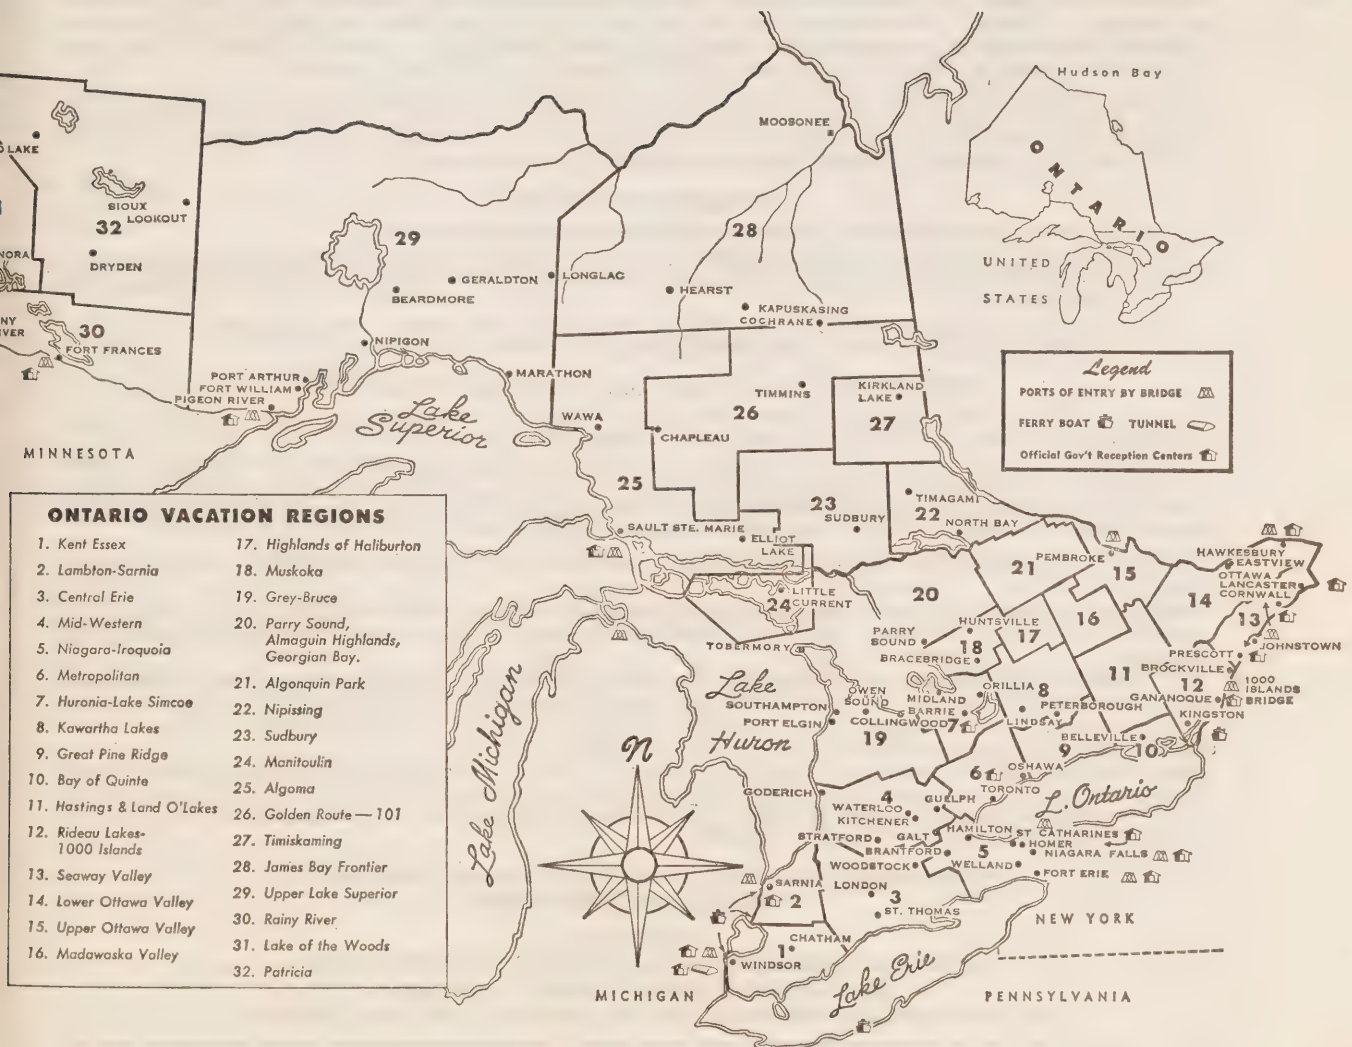 Hudson Bay
ONTARIO
UNITED
STATES
MOOSONEE
LAKE
SIOUX
LOOKOUT
32
DRYDEN
29
28
GERALDTON
LONGLAC
BEARDMORE
HEARST
KAPUSKASING
COCHRANE
30
FORT FRANCES
NIPIGON
PORT ARTHUR
FORT WILLIAM
PIGEON RIVER
MARATHON
Lake
Superior
WAWA
TIMMINS
26
CHAPLEAU
KIRKLAND
LAKE
27
MINNESOTA
Legend
PORTS OF ENTRY BY BRIDGE
FERRY BOAT TUNNEL
Official Gov't Reception Centers
25
23
SUDBURY
TIMAGAMI
22
NORTH BAY
SAULT STE. MARIE
ELLIOT
LAKE
24
LITTLE
CURRENT
TOBERMORY
20
21
PEMBROKE
15
16
14
HAWKESBURY
EASTVIEW
OTTAWA
LANCASTER
CORNWALL
13
JOHNSTOWN
PRESCOTT
BROCKVILLE
12
1000
ISLANDS
BRIDGE
GANANOQUE
KINGSTON
HUNTSVILLE
18
17
PARRY
SOUND
BRACEBRIDGE
11
ORILLIA
8
PETERBOROUGH
LINDSAY
MIDLAND
BARRIE
OWEN
SOUND
COLLINGWOOD
7
19
SOUTHAMPTON
PORT ELGIN
BELLEVILLE
9
10
OSHAWA
6
TORONTO
L. Ontario
Lake
Huron
Lake Michigan
N
GODERICH
4
GUELPH
WATERLOO
KITCHENER
STRATFORD
GALT
HAMILTON
ST CATHARINES
HOMER
BRANTFORD
5
NIAGARA FALLS
WOODSTOCK
WELLAND
FORT ERIE
SARNIA
2
LONDON
3
ST. THOMAS
NEW YORK
CHATHAM
1
WINDSOR
MICHIGAN
Lake Erie
PENNSYLVANIA
ONTARIO VACATION REGIONS
1. Kent Essex
2. Lambton-Sarnia
3. Central Erie
4. Mid-Western
5. Niagara-Iroquoia
6. Metropolitan
7. Huronia-Lake Simcoe
8. Kawartha Lakes
9. Great Pine Ridge
10. Bay of Quinte
11. Hastings & Land O'Lakes
12. Rideau Lakes-
1000 Islands
13. Seaway Valley
14. Lower Ottawa Valley
15. Upper Ottawa Valley
16. Madawaska Valley
17. Highlands of Haliburton
18. Muskoka
19. Grey-Bruce
20. Parry Sound,
Almaguin Highlands,
Georgian Bay.
21. Algonquin Park
22. Nipissing
23. Sudbury
24. Manitoulin
25. Algoma
26. Golden Route—101
27. Timiskaming
28. James Bay Frontier
29. Upper Lake Superior
30. Rainy River
31. Lake of the Woods
32. Patricia